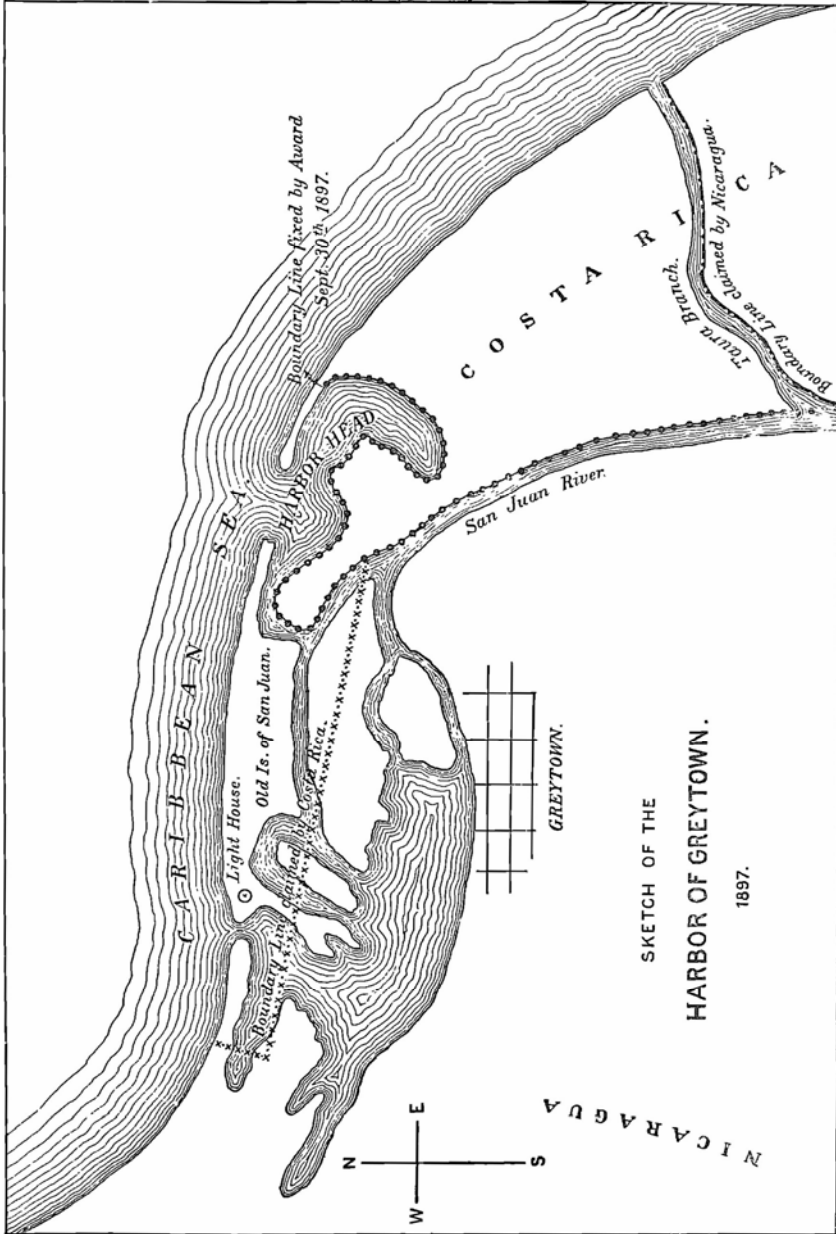 CARIBBEAN SEA.
Boundary Line fixed by Award
Sept. 30th 1897.
HARBOR HEAD
Light House.
Old Is. of San Juan.
Boundary Line claimed by Costa Rica.
COSTA RICA
San Juan River.
Taura Branch.
Boundary Line claimed by Nicaragua.
GREYTOWN.
SKETCH OF THE
HARBOR OF GREYTOWN.
1897.
N
W
E
S
NICARAGUA